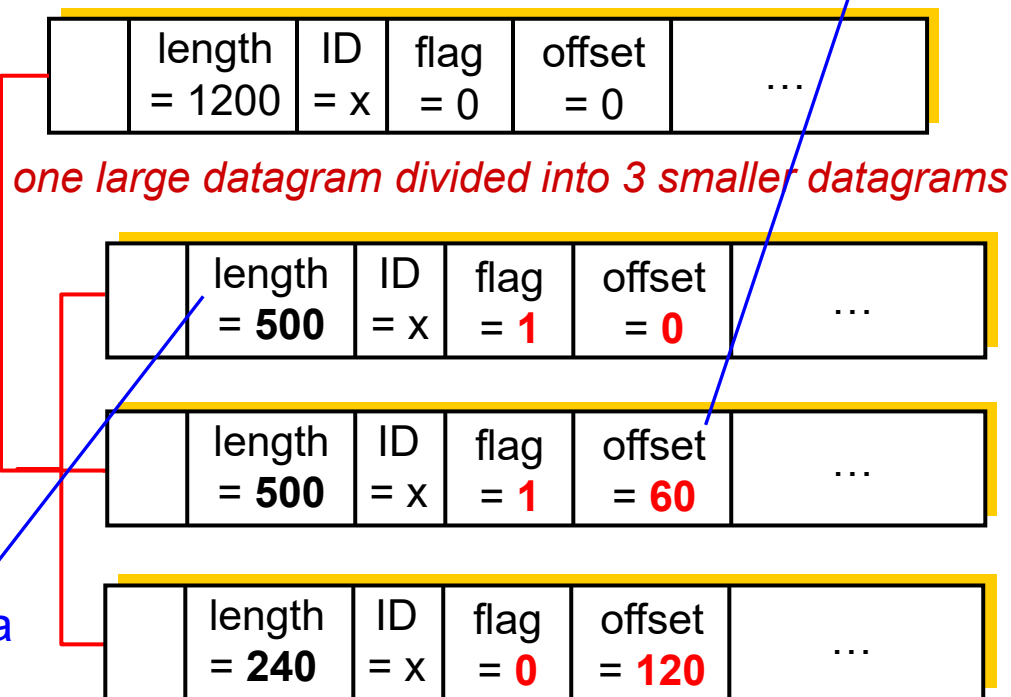 length ID flag offset ...
= 1200 = x = 0 = 0
one large datagram divided into 3 smaller datagrams
length ID flag offset ...
= 500 = x = 1 = 0
length ID flag offset ...
= 500 = x = 1 = 60
a
length ID flag offset ...
= 240 = x = 0 = 120